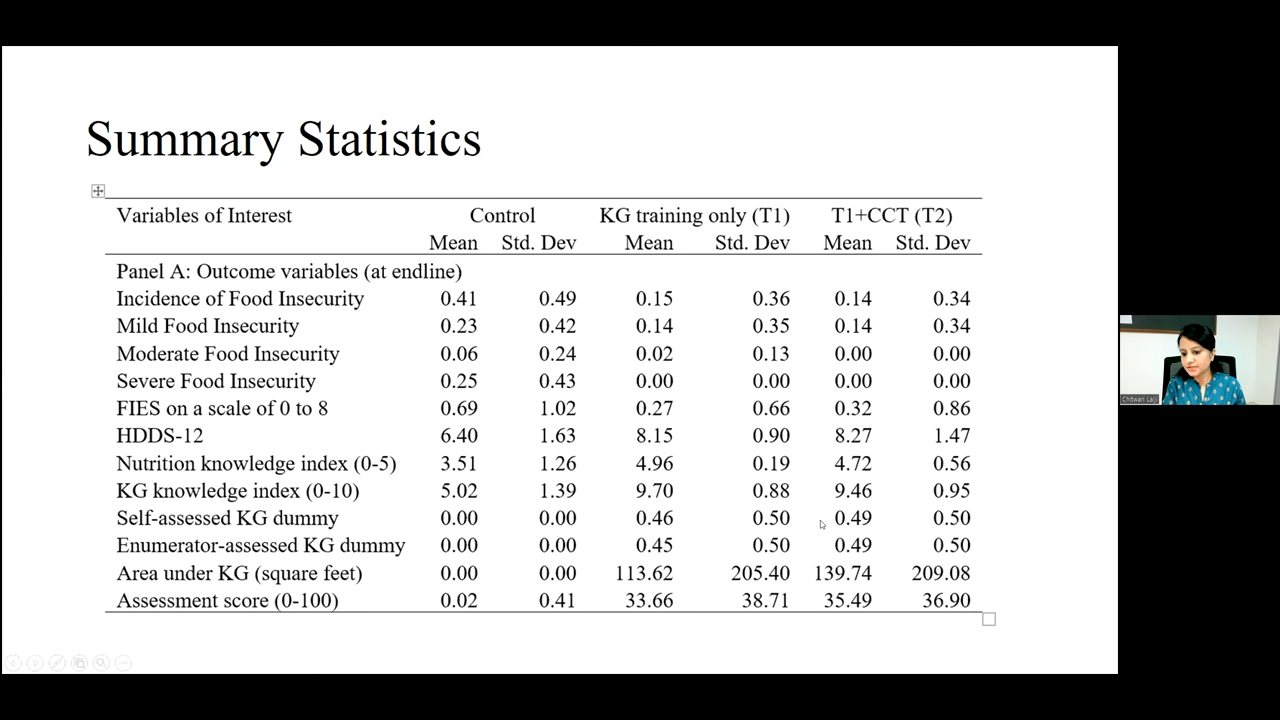 Summary Statistics
Variables of Interest Control KG training only (T1) T1+CCT (T2)
Mean Std. Dev Mean Std. Dev Mean Std. Dev
Panel A: Outcome variables (at endline)
Incidence of Food Insecurity 0.41 0.49 0.15 0.36 0.14 0.34
Mild Food Insecurity 0.23 0.42 0.14 0.35 0.14 0.34
Moderate Food Insecurity 0.06 0.24 0.02 0.13 0.00 0.00
Severe Food Insecurity 0.25 0.43 0.00 0.00 0.00 0.00
FIES on a scale of 0 to 8 0.69 1.02 0.27 0.66 0.32 0.86
HDDS-12 6.40 1.63 8.15 0.90 8.27 1.47
Nutrition knowledge index (0-5) 3.51 1.26 4.96 0.19 4.72 0.56
KG knowledge index (0-10) 5.02 1.39 9.70 0.88 9.46 0.95
Self-assessed KG dummy 0.00 0.00 0.46 0.50 0.49 0.50
Enumerator-assessed KG dummy 0.00 0.00 0.45 0.50 0.49 0.50
Area under KG (square feet) 0.00 0.00 113.62 205.40 139.74 209.08
Assessment score (0-100) 0.02 0.41 33.66 38.71 35.49 36.90
Chitwan Lalji